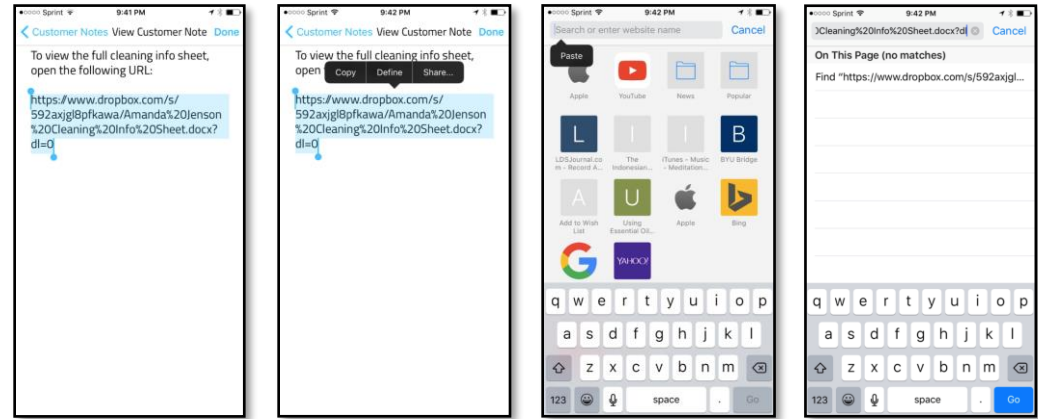 ●○○○○ Sprint 9:41 PM
Customer Notes View Customer Note Done
To view the full cleaning info sheet,
open the following URL:
https://www.dropbox.com/s/
592axjgl8pfkawa/Amanda%20Jenson
%20Cleaning%20Info%20Sheet.docx?
dl=0
●○○○○ Sprint 9:42 PM
Customer Notes View Customer Note Done
To view the full cleaning info sheet,
open
Copy Define Share...
https://www.dropbox.com/s/
592axjgl8pfkawa/Amanda%20Jenson
%20Cleaning%20Info%20Sheet.docx?
dl=0
●○○○○ Sprint 9:42 PM
Search or enter website name Cancel
Paste
Apple YouTube News Popular
L I I B
LDSJournal.co
m - Record A...
The
Indonesian...
iTunes - Music
- Meditation...
BYU Bridge
A U
Add to Wish
List
Using
Essential Oil...
Apple
Bing
G YAHOO!
q w e r t y u i o p
a s d f g h j k l
z x c v b n m
123 space . Go
●○○○○ Sprint 9:42 PM
Cleaning%20Info%20Sheet.docx?dl Cancel
On This Page (no matches)
Find "https://www.dropbox.com/s/592axjgl...
q w e r t y u i o p
a s d f g h j k l
z x c v b n m
123 space . Go